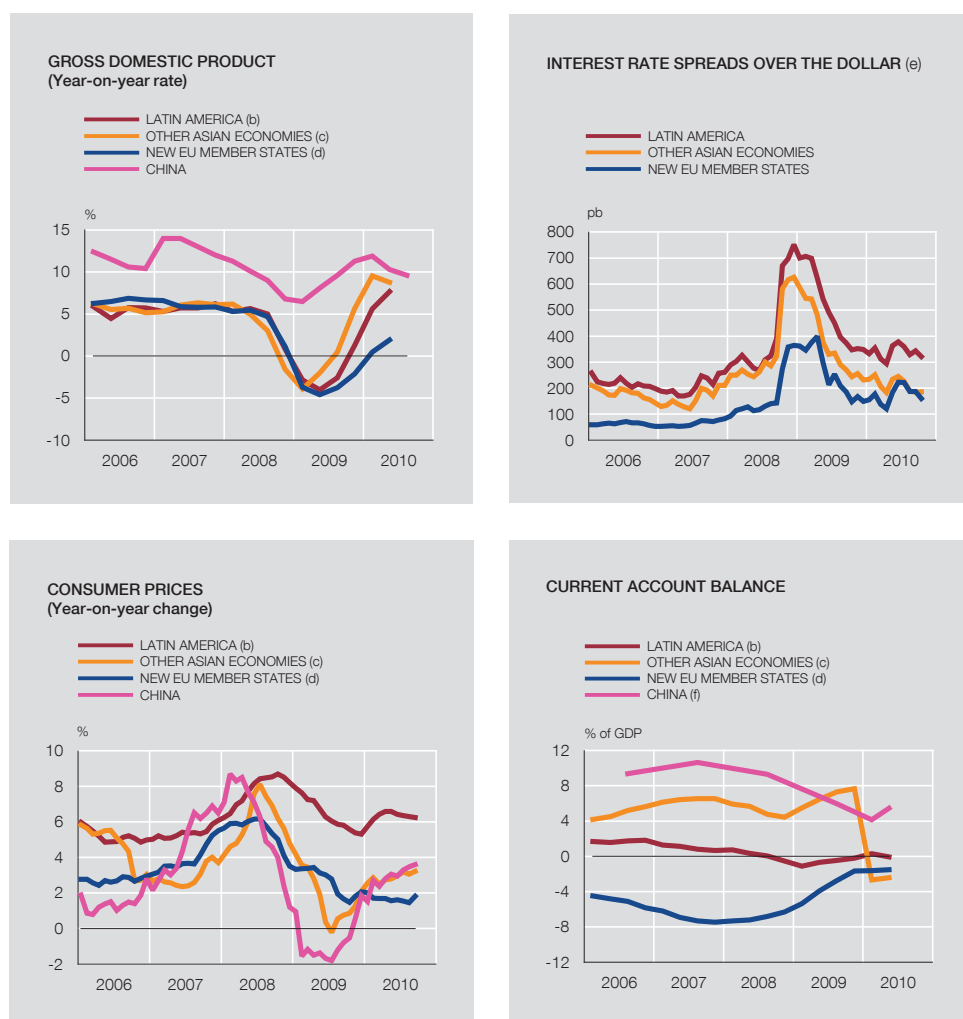 GROSS DOMESTIC PRODUCT
(Year-on-year rate)
LATIN AMERICA (b)
OTHER ASIAN ECONOMIES (c)
NEW EU MEMBER STATES (d)
CHINA
%
15
10
5
0
-5
-10
2006 2007 2008 2009 2010
INTEREST RATE SPREADS OVER THE DOLLAR (e)
LATIN AMERICA
OTHER ASIAN ECONOMIES
NEW EU MEMBER STATES
pb
800
700
600
500
400
300
200
100
0
2006 2007 2008 2009 2010
CONSUMER PRICES
(Year-on-year change)
LATIN AMERICA (b)
OTHER ASIAN ECONOMIES (c)
NEW EU MEMBER STATES (d)
CHINA
%
10
8
6
4
2
0
-2
2006 2007 2008 2009 2010
CURRENT ACCOUNT BALANCE
LATIN AMERICA (b)
OTHER ASIAN ECONOMIES (c)
NEW EU MEMBER STATES (d)
CHINA (f)
% of GDP
12
8
4
0
-4
-8
-12
2006 2007 2008 2009 2010